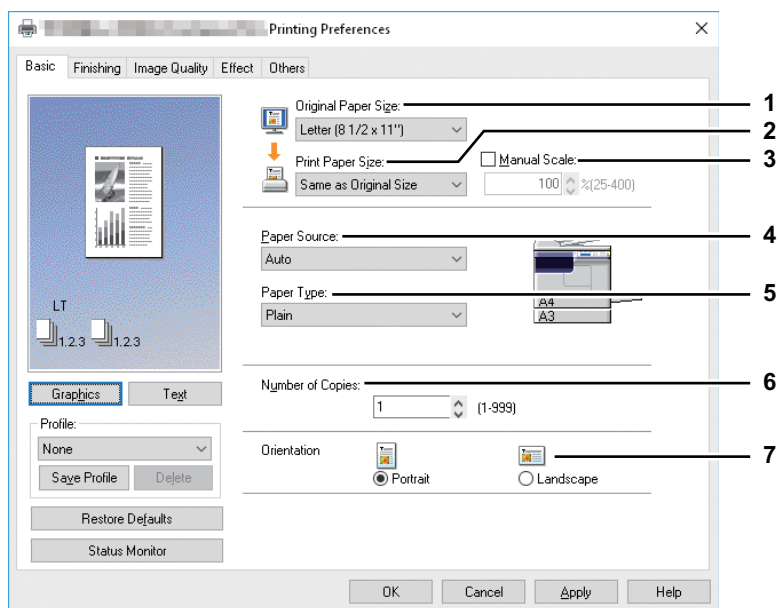 Printing Preferences
Basic Finishing Image Quality Effect Others
Original Paper Size: 1
Letter (8 1/2 x 11") 2
Print Paper Size: Manual Scale: 3
Same as Original Size 100 %(25-400)
Paper Source: 4
Auto
Paper Type: 5
Plain
A4
A3
LT
1.2.3 1.2.3
Graphics Text
Number of Copies: 6
1 (1-999)
Profile:
None
Save Profile Delete
Orientation 7
Portrait Landscape
Restore Defaults
Status Monitor
OK Cancel Apply Help